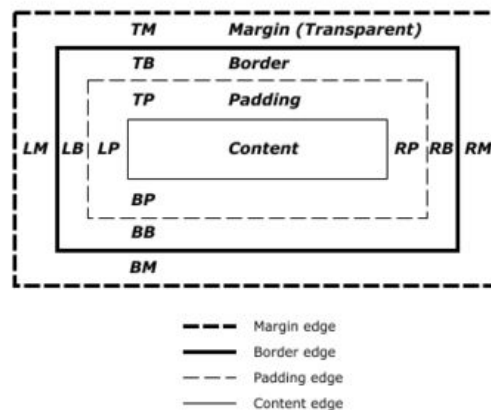 TM Margin (Transparent)
TB Border
TP Padding
LM LB LP Content RP RB RM
BP
BB
BM
Margin edge
Border edge
Padding edge
Content edge